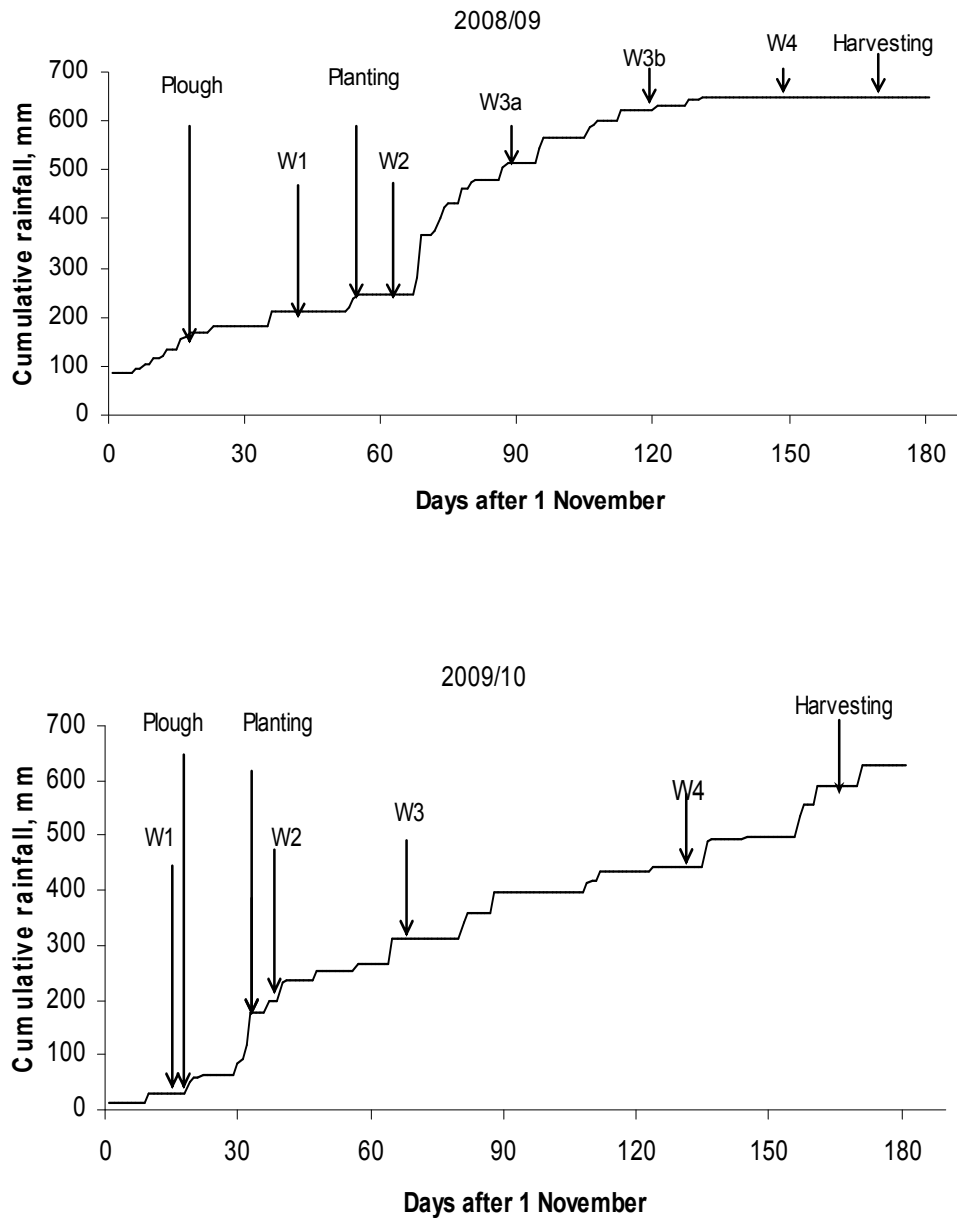 2008/09
Cumulative rainfall, mm
700
600
500
400
300
200
100
0
Plough
W1
Planting
W2
W3a
W3b
W4
Harvesting
0 30 60 90 120 150 180
Days after 1 November
2009/10
Cumulative rainfall, mm
700
600
500
400
300
200
100
0
Plough
W1
Planting
W2
W3
W4
Harvesting
0 30 60 90 120 150 180
Days after 1 November